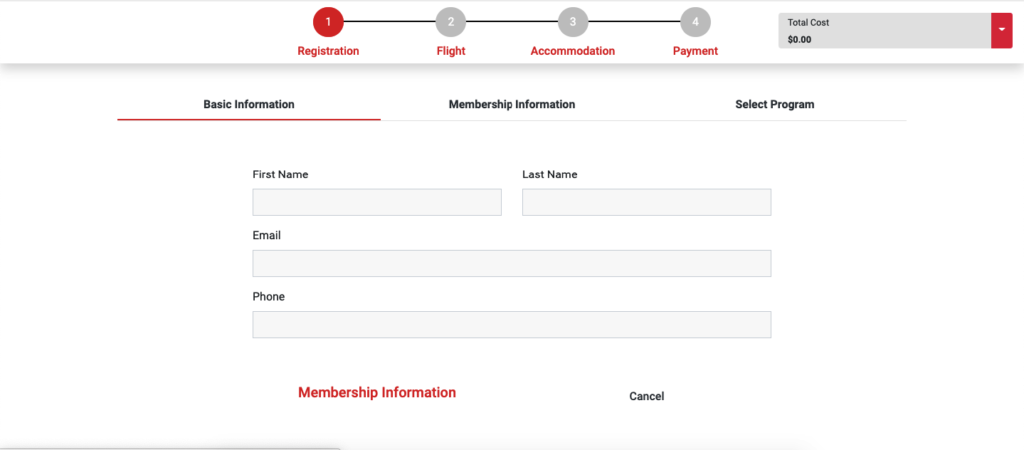 1 2 3 4
Registration Flight Accommodation Payment
Total Cost
$0.00
Basic Information Membership Information Select Program
First Name Last Name
Email
Phone
Membership Information Cancel